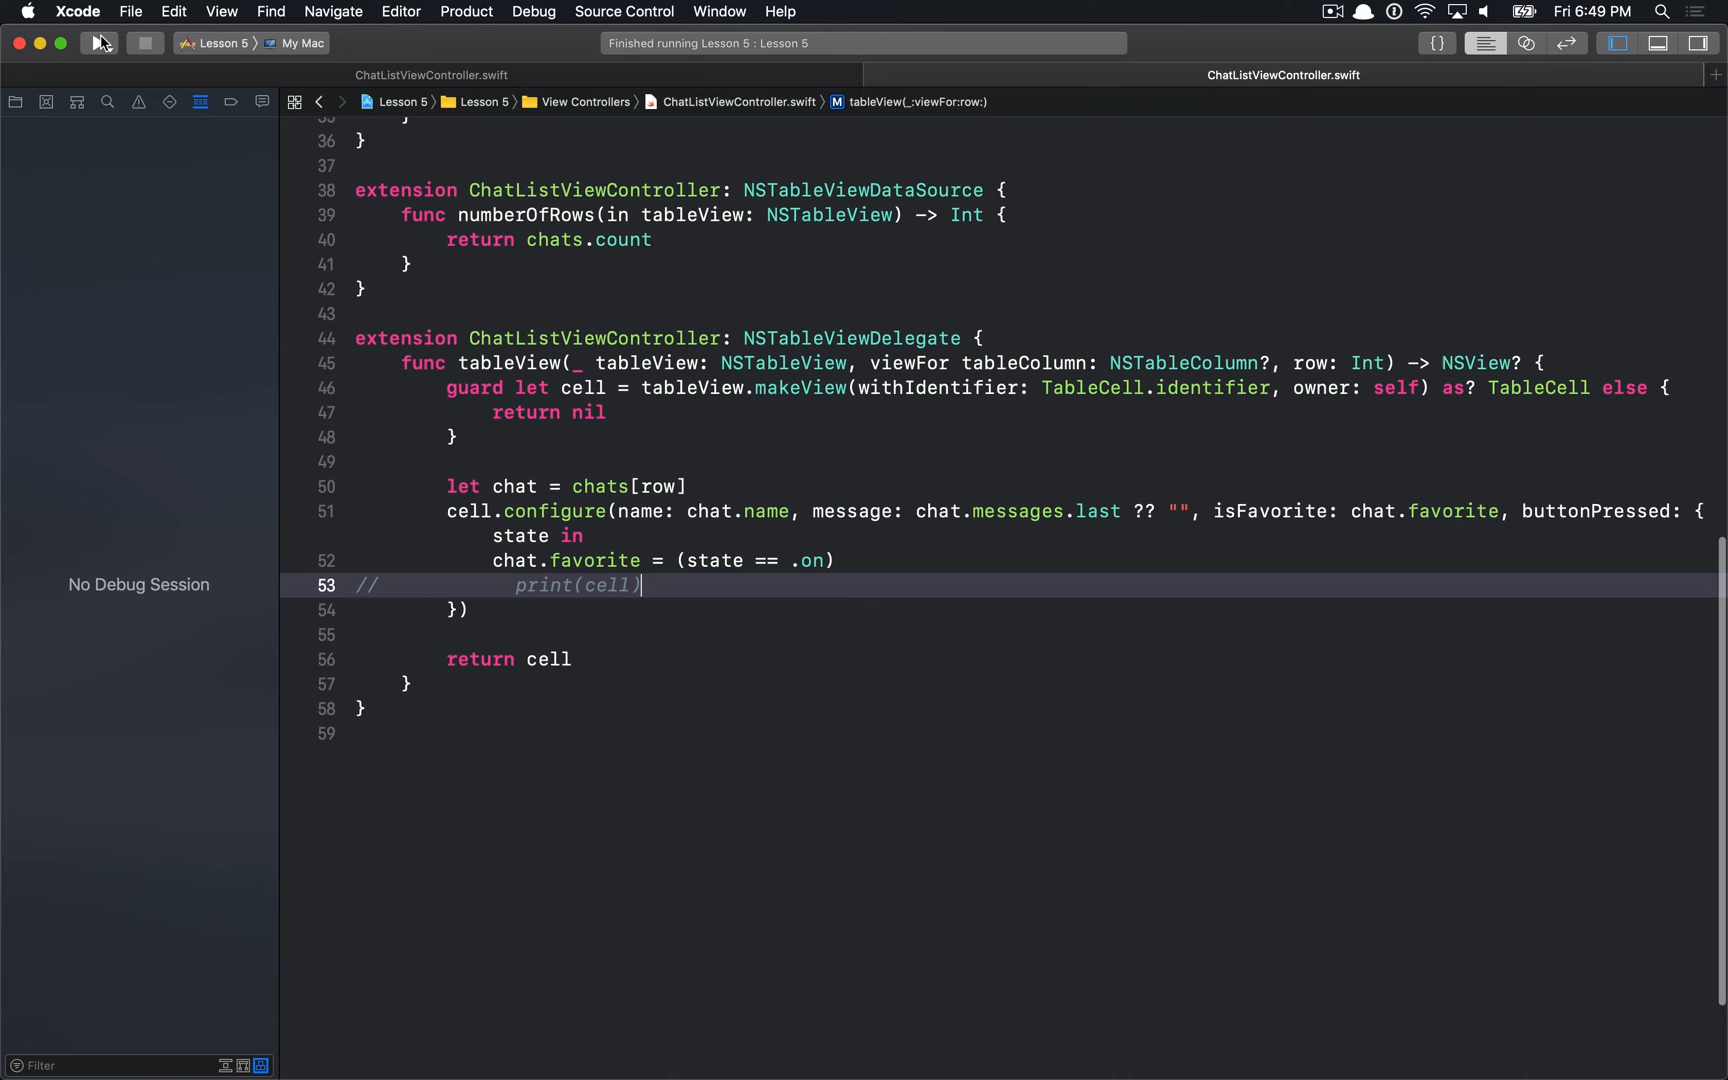 Xcode File Edit View Find Navigate Editor Product Debug Source Control Window Help Fri 6:49 PM
Lesson 5 〉 My Mac Finished running Lesson 5 : Lesson 5 {}
ChatListViewController.swift ChatListViewController.swift
Lesson 5 〉 Lesson 5 〉 View Controllers 〉 ChatListViewController.swift 〉 M tableView(_:viewFor:row:)
35 }
36 }
37
38 extension ChatListViewController: NSTableViewDataSource {
39 func numberOfRows(in tableView: NSTableView) -> Int {
40 return chats.count
41 }
42 }
43
44 extension ChatListViewController: NSTableViewDelegate {
45 func tableView(_ tableView: NSTableView, viewFor tableColumn: NSTableColumn?, row: Int) -> NSView? {
46 guard let cell = tableView.makeView(withIdentifier: TableCell.identifier, owner: self) as? TableCell else {
47 return nil
48 }
49
50 let chat = chats[row]
51 cell.configure(name: chat.name, message: chat.messages.last ?? "", isFavorite: chat.favorite, buttonPressed: {
state in
52 chat.favorite = (state == .on)
53 // print(cell)
54 })
55
56 return cell
57 }
58 }
59
No Debug Session
Filter